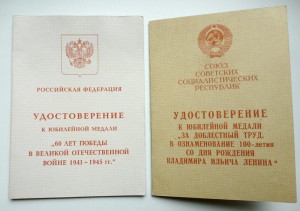 РОССИЙСКАЯ ФЕДЕРАЦИЯ
УДОСТОВЕРЕНИЕ
К ЮБИЛЕЙНОЙ МЕДАЛИ
"60 ЛЕТ ПОБЕДЫ
В ВЕЛИКОЙ ОТЕЧЕСТВЕННОЙ
ВОЙНЕ 1941 – 1945 гг."
СОЮЗ
СОВЕТСКИХ
СОЦИАЛИСТИЧЕСКИХ
РЕСПУБЛИК
УДОСТОВЕРЕНИЕ
К ЮБИЛЕЙНОЙ МЕДАЛИ
„ЗА ДОБЛЕСТНЫЙ ТРУД.
В ОЗНАМЕНОВАНИЕ 100-летия
СО ДНЯ РОЖДЕНИЯ
ВЛАДИМИРА ИЛЬИЧА ЛЕНИНА“